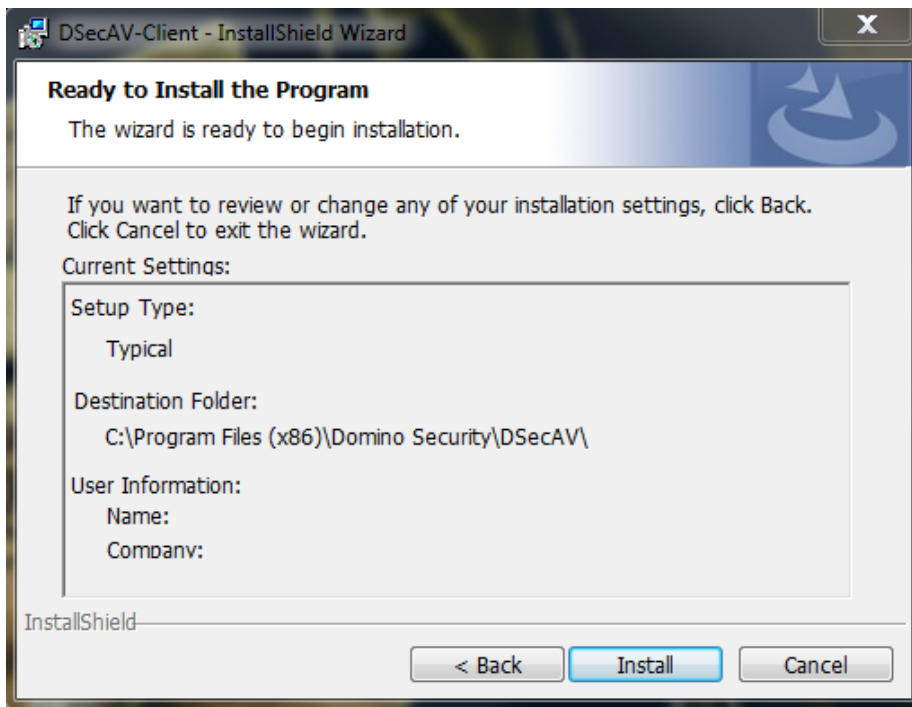 DSecAV-Client - InstallShield Wizard
X
Ready to Install the Program
The wizard is ready to begin installation.
If you want to review or change any of your installation settings, click Back.
Click Cancel to exit the wizard.
Current Settings:
Setup Type:
Typical
Destination Folder:
C:\Program Files (x86)\Domino Security\DSecAV\
User Information:
Name:
Company:
InstallShield
< Back
Install
Cancel